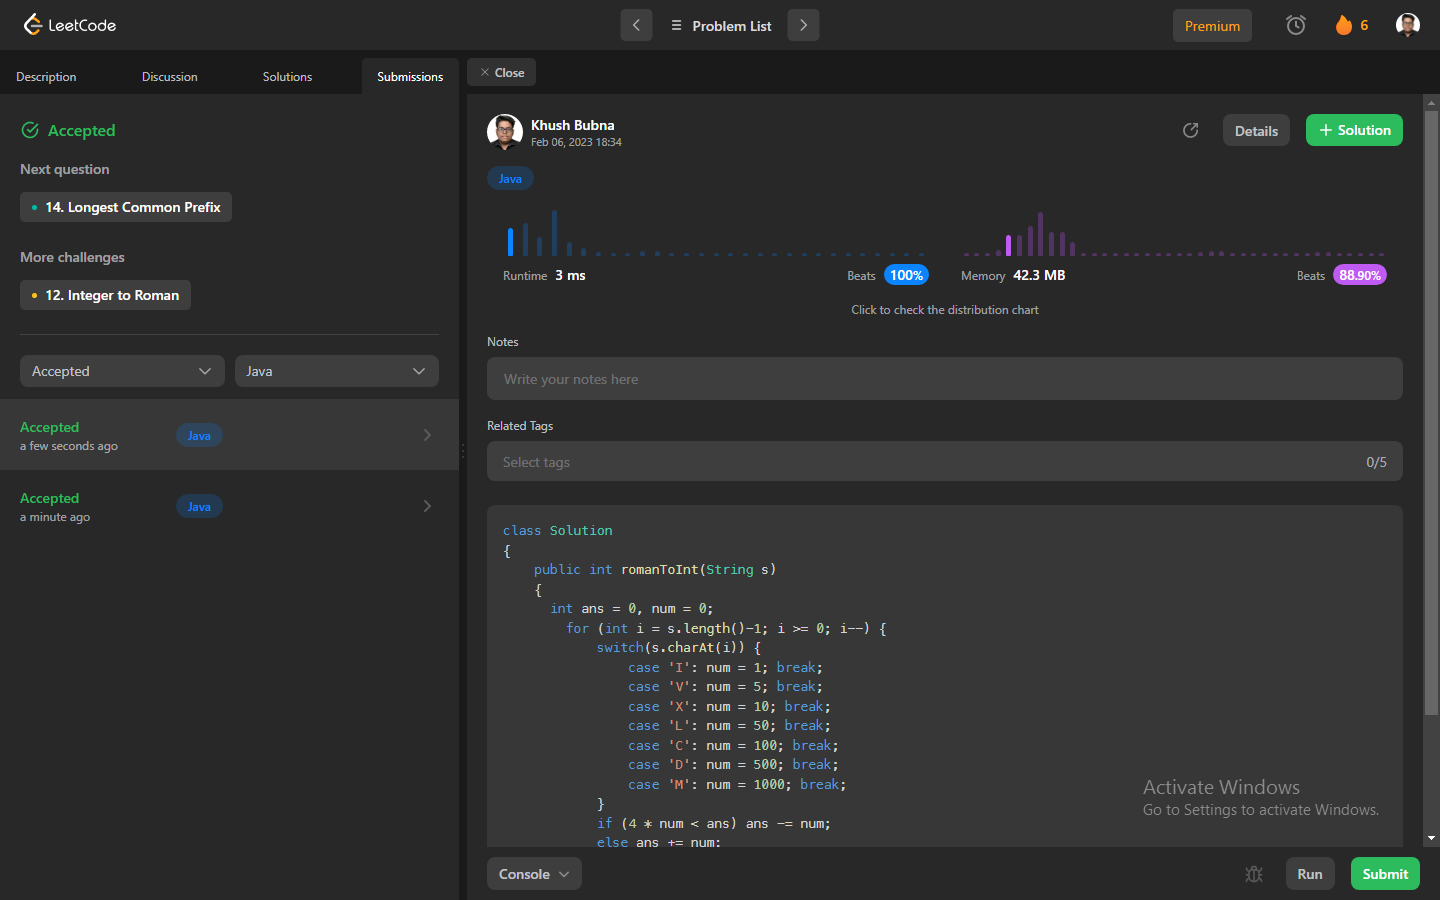 LeetCode
Problem List
Premium
6
Description
Discussion
Solutions
Submissions
Close
Accepted
Next question
14. Longest Common Prefix
More challenges
12. Integer to Roman
Accepted
Java
Accepted
a few seconds ago
Java
Accepted
a minute ago
Java
Khush Bubna
Feb 06, 2023 18:34
Details
+ Solution
Java
Runtime 3 ms
Beats 100%
Memory 42.3 MB
Beats 88.90%
Click to check the distribution chart
Notes
Write your notes here
Related Tags
Select tags
0/5
class Solution
{
    public int romanToInt(String s)
    {
      int ans = 0, num = 0;
        for (int i = s.length()-1; i >= 0; i--) {
            switch(s.charAt(i)) {
                case 'I': num = 1; break;
                case 'V': num = 5; break;
                case 'X': num = 10; break;
                case 'L': num = 50; break;
                case 'C': num = 100; break;
                case 'D': num = 500; break;
                case 'M': num = 1000; break;
            }
            if (4 * num < ans) ans -= num;
            else ans += num;
Activate Windows
Go to Settings to activate Windows.
Console
Run
Submit